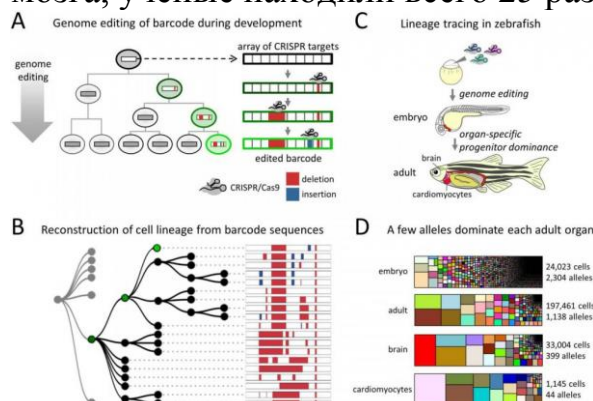 мозга, ученые находили всего 25 раз
A Genome editing of barcode during development
array of CRISPR targets
genome
editing
edited barcode
CRISPR/Cas9
deletion
insertion
B Reconstruction of cell lineage from barcode sequences
C Lineage tracing in zebrafish
genome editing
embryo
organ-specific
progenitor dominance
adult
brain
cardiomyocytes
D A few alleles dominate each adult organ
embryo
24,023 cells
2,304 alleles
adult
197,461 cells
1,138 alleles
brain
33,004 cells
399 alleles
cardiomyocytes
1,145 cells
44 alleles